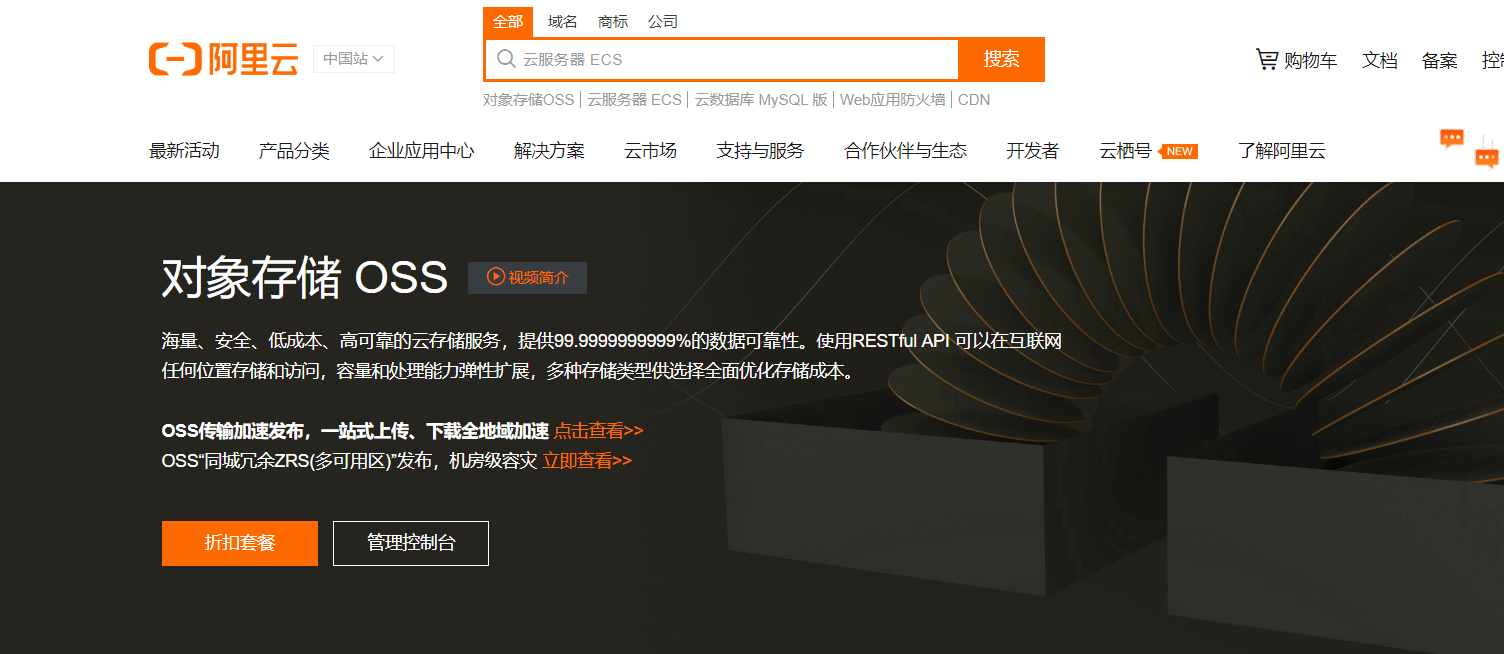 全部 域名 商标 公司
阿里云 中国站 云服务器 ECS 搜索 购物车 文档 备案
对象存储OSS | 云服务器 ECS | 云数据库 MySQL 版 | Web应用防火墙 | CDN
最新活动 产品分类 企业应用中心 解决方案 云市场 支持与服务 合作伙伴与生态 开发者 云栖号 NEW 了解阿里云
对象存储 OSS 视频简介
海量、安全、低成本、高可靠的云存储服务，提供99.9999999999%的数据可靠性。使用RESTful API 可以在互联网
任何位置存储和访问，容量和处理能力弹性扩展，多种存储类型供选择全面优化存储成本。
OSS传输加速发布，一站式上传、下载全地域加速 点击查看>>
OSS“同城冗余ZRS(多可用区)”发布，机房级容灾 立即查看>>
折扣套餐 管理控制台